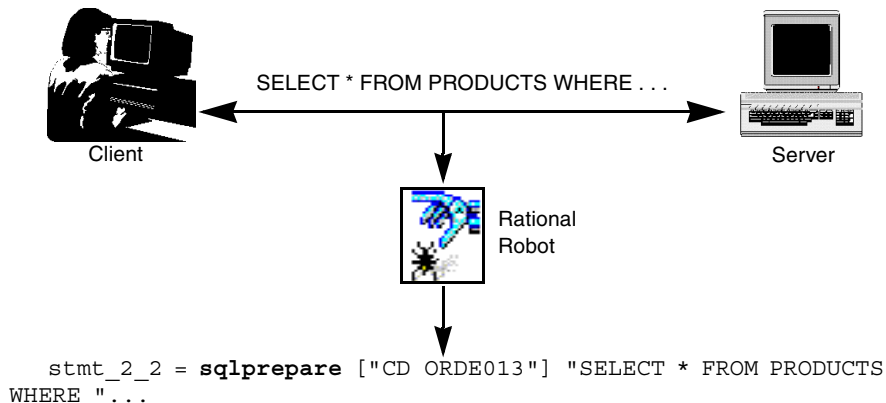 SELECT * FROM PRODUCTS WHERE . . .
Client
Server
Rational
Robot
stmt_2_2 = sqlprepare ["CD ORDE013"] "SELECT * FROM PRODUCTS
WHERE "...